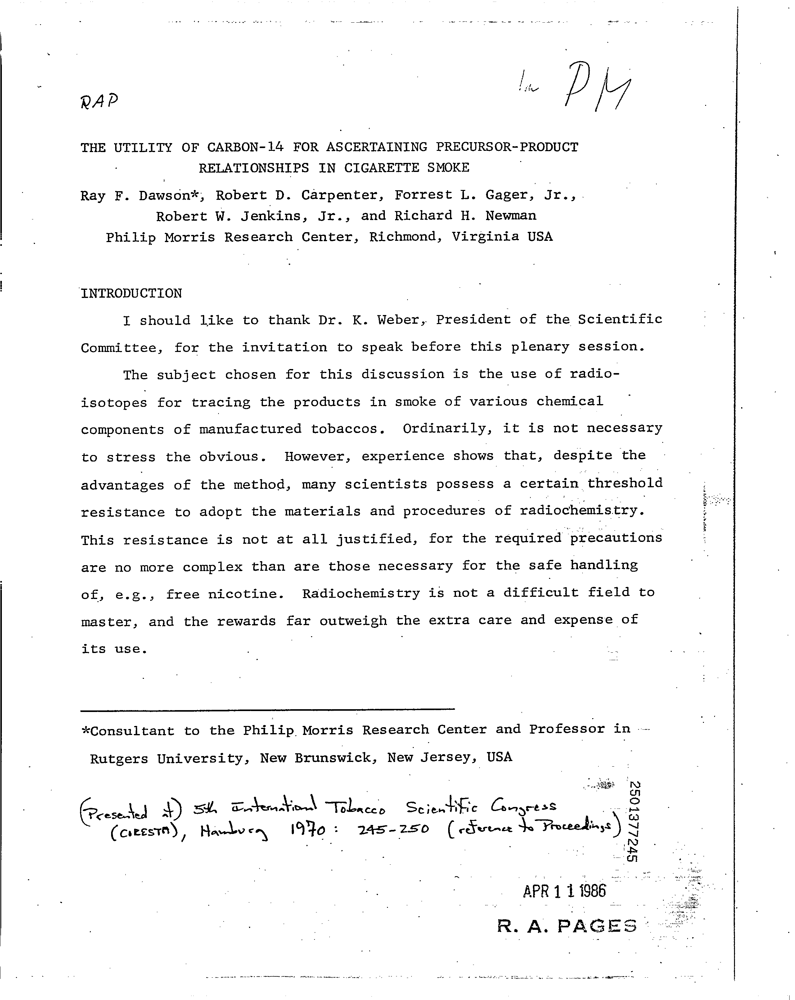 In PM
RAP
THE UTILITY OF CARBON-14 FOR ASCERTAINING PRECURSOR-PRODUCT
RELATIONSHIPS IN CIGARETTE SMOKE
Ray F. Dawson*, Robert D. Carpenter, Forrest L. Gager, Jr.,
Robert W. Jenkins, Jr., and Richard H. Newman
Philip Morris Research Center, Richmond, Virginia USA
INTRODUCTION
I should like to thank Dr. K. Weber, President of the Scientific
Committee, for the invitation to speak before this plenary session.
The subject chosen for this discussion is the use of radio-
isotopes for tracing the products in smoke of various chemical
components of manufactured tobaccos. Ordinarily, it is not necessary
to stress the obvious. However, experience shows that, despite the
advantages of the method, many scientists possess a certain threshold
resistance to adopt the materials and procedures of radiochemistry.
This resistance is not at all justified, for the required precautions
are no more complex than are those necessary for the safe handling
of, e.g., free nicotine. Radiochemistry is not a difficult field to
master, and the rewards far outweigh the extra care and expense of
its use.
*Consultant to the Philip Morris Research Center and Professor in
Rutgers University, New Brunswick, New Jersey, USA
(Presented at) 5th International Tobacco Scientific Congress
(CORESTA), Hamburg 1970: 245-250 (reference to Proceedings)
2501377245
APR 11 1986
R. A. PAGES